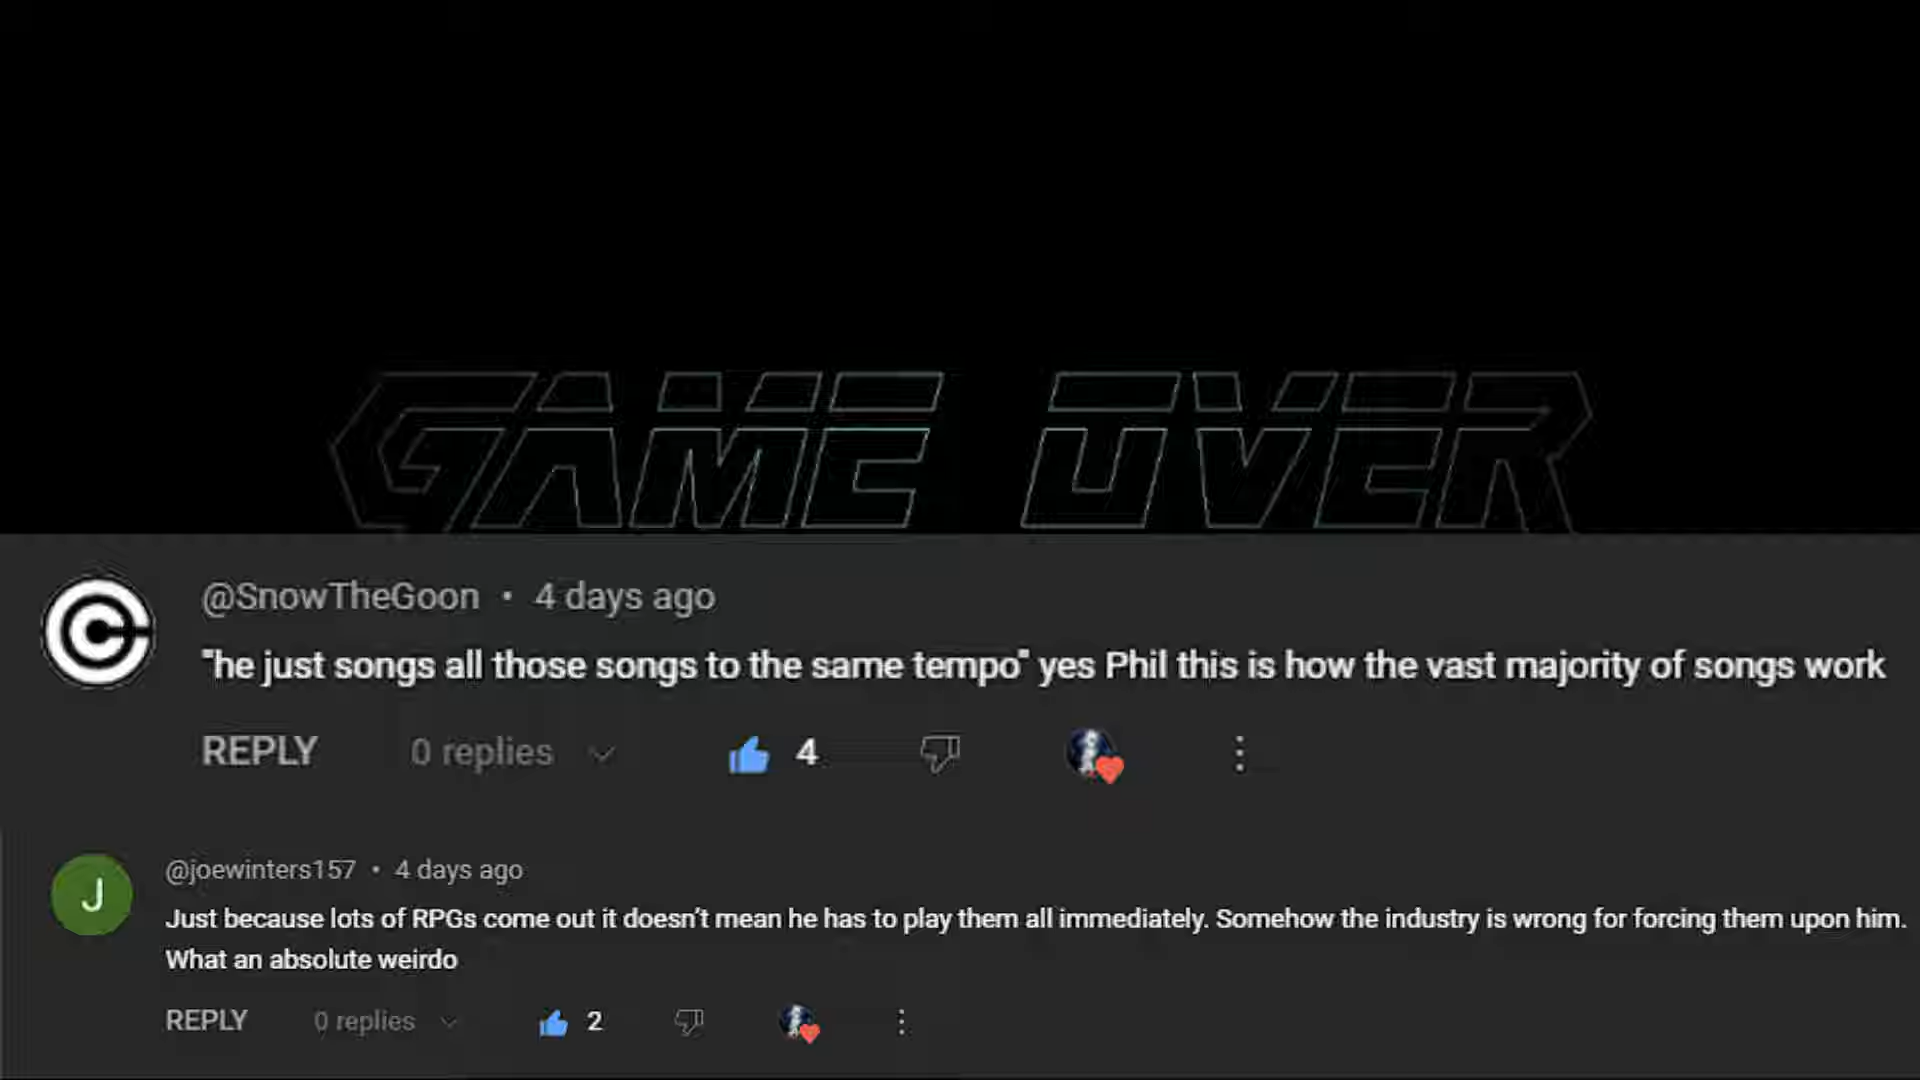 GAME OVER
@SnowTheGoon • 4 days ago
"he just songs all those songs to the same tempo" yes Phil this is how the vast majority of songs work
REPLY 0 replies 4
J
@joewinters157 • 4 days ago
Just because lots of RPGs come out it doesn't mean he has to play them all immediately. Somehow the industry is wrong for forcing them upon him.
What an absolute weirdo
REPLY 0 replies 2